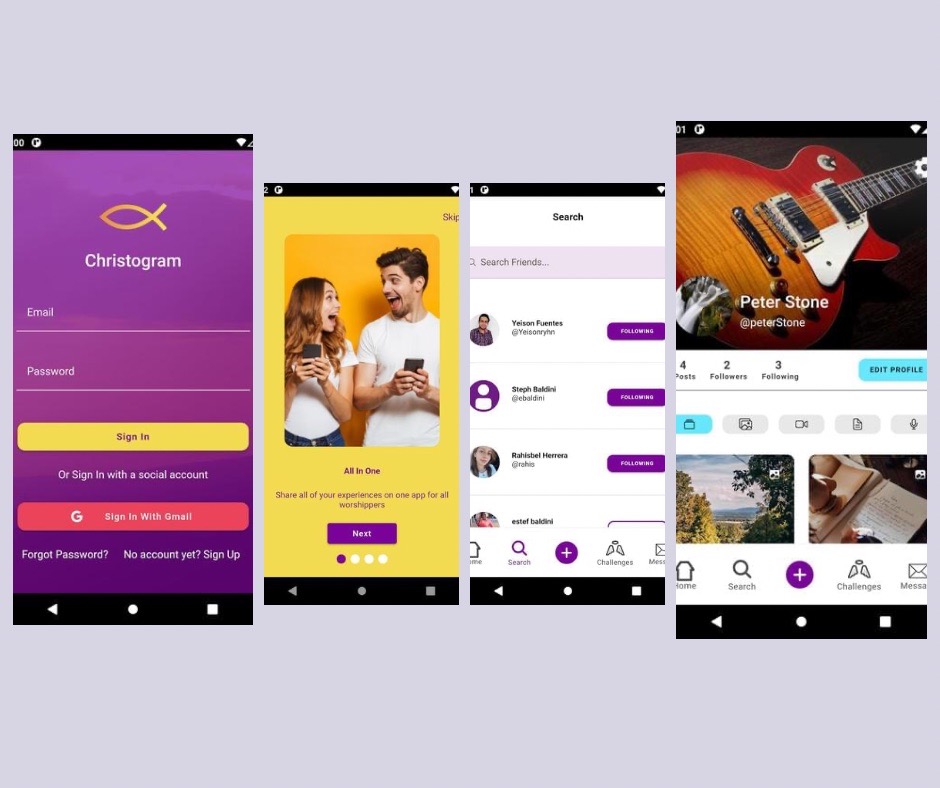 00
Christogram
Email
Password
Sign In
Or Sign In with a social account
G Sign In With Gmail
Forgot Password? No account yet? Sign Up
2
Skip
All In One
Share all of your experiences on one app for all
worshippers
Next
1
Search
Search Friends...
Yeison Fuentes
@Yeisonryhn
FOLLOWING
Steph Baldini
@ebaldini
FOLLOWING
Rahisbel Herrera
@rahis
FOLLOWING
estef baldini
ome Search Challenges Mess
01
Peter Stone
@peterStone
4 2 3
Posts Followers Following
EDIT PROFILE
Home Search Challenges Messa